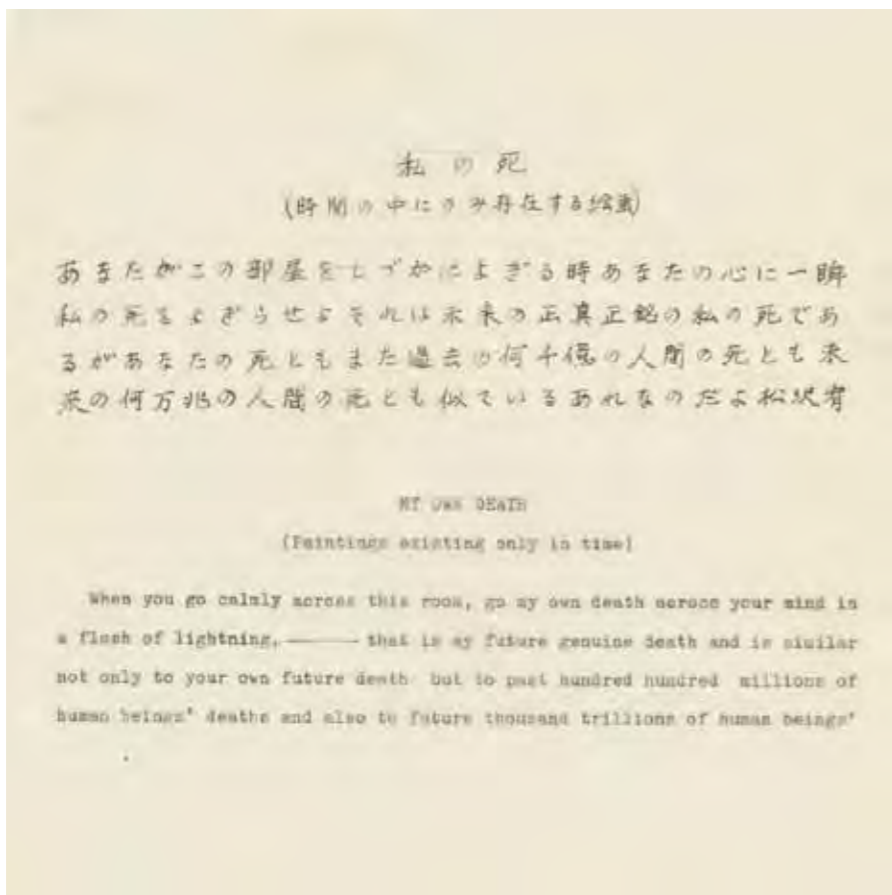 私の死
(時間の中にのみ存在する絵画)
あなたがこの部屋をしづかによぎる時あなたの心に一瞬
私の死をよぎらせよそれは未来の正真正銘の私の死であ
るがあなたの死ともまた過去の何千億の人間の死とも未
来の何万兆の人間の死とも似ているあれなのだよ松沢宥
MY OWN DEATH
(Paintings existing only in time)
When you go calmly across this room, go my own death across your mind in
a flash of lightning, ——— that is my future genuine death and is similar
not only to your own future death but to past hundred hundred millions of
human beings' deaths and also to future thousand trillions of human beings'